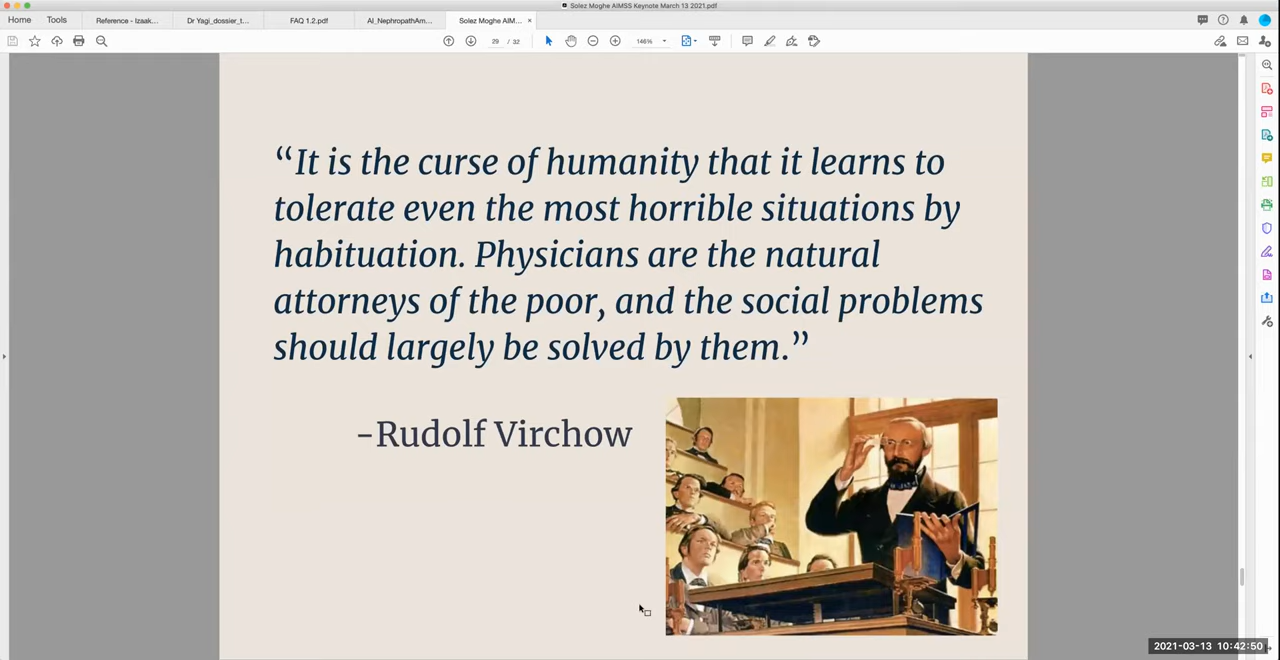 Solez Moghe AIMSS Keynote March 13 2021.pdf
Home Tools Reference - Izaak... Dr Yagi_dossier_t... FAQ 1.2.pdf AI_NephropathAm... Solez Moghe AIM... ×
29 / 32 146%
“It is the curse of humanity that it learns to
tolerate even the most horrible situations by
habituation. Physicians are the natural
attorneys of the poor, and the social problems
should largely be solved by them.”
-Rudolf Virchow
2021-03-13 10:42:50